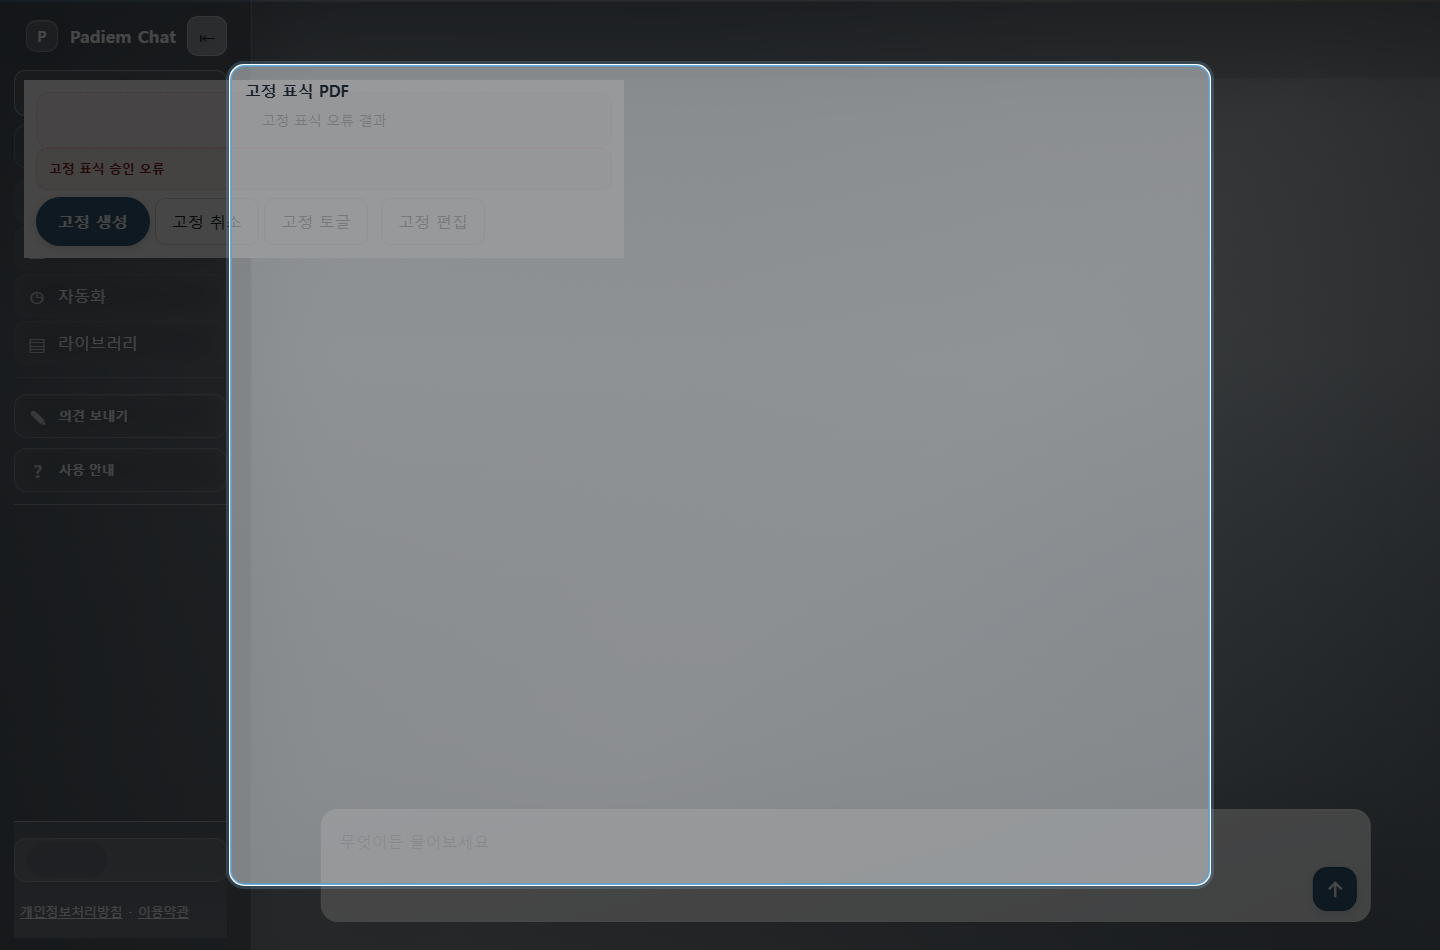 P Padiem Chat
고정 표식 PDF
고정 표식 오류 결과
고정 표식 승인 오류
고정 생성 고정 취소 고정 토글 고정 편집
자동화
라이브러리
의견 보내기
? 사용 안내
무엇이든 물어보세요
개인정보처리방침 · 이용약관